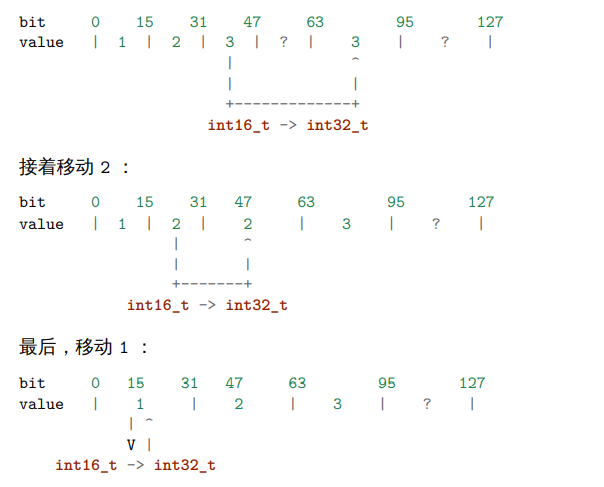 bit     0    15    31    47     63        95       127
value   |  1  |  2  |  3  |  ?  |    3    |    ?    |
                       |             ^
                       |             |
                       +-------------+
                     int16_t -> int32_t
接着移动 2 ：
bit     0    15    31   47     63        95       127
value   |  1  |  2  |    2     |    3    |    ?    |
                 |       ^
                 |       |
                 +-------+
            int16_t -> int32_t
最后，移动 1 ：
bit     0   15    31   47     63        95       127
value   |    1     |    2     |    3    |    ?    |
            | ^
            V |
    int16_t -> int32_t